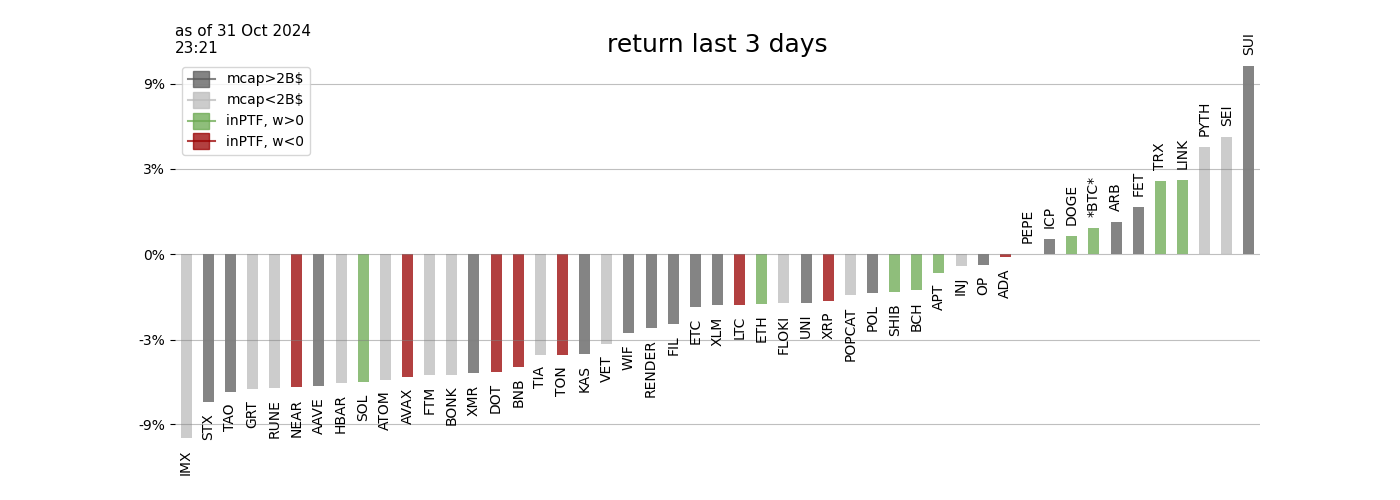 as of 31 Oct 2024
23:21
return last 3 days
mcap>2B$
mcap<2B$
inPTF, w>0
inPTF, w<0
9%
3%
0%
-3%
-9%
IMX
STX
TAO
GRT
RUNE
NEAR
AAVE
HBAR
SOL
ATOM
AVAX
FTM
BONK
XMR
DOT
BNB
TIA
TON
KAS
VET
WIF
RENDER
FIL
ETC
XLM
LTC
ETH
FLOKI
UNI
XRP
POPCAT
POL
SHIB
BCH
APT
INJ
OP
ADA
PEPE
ICP
DOGE
*BTC*
ARB
FET
TRX
LINK
PYTH
SEI
SUI